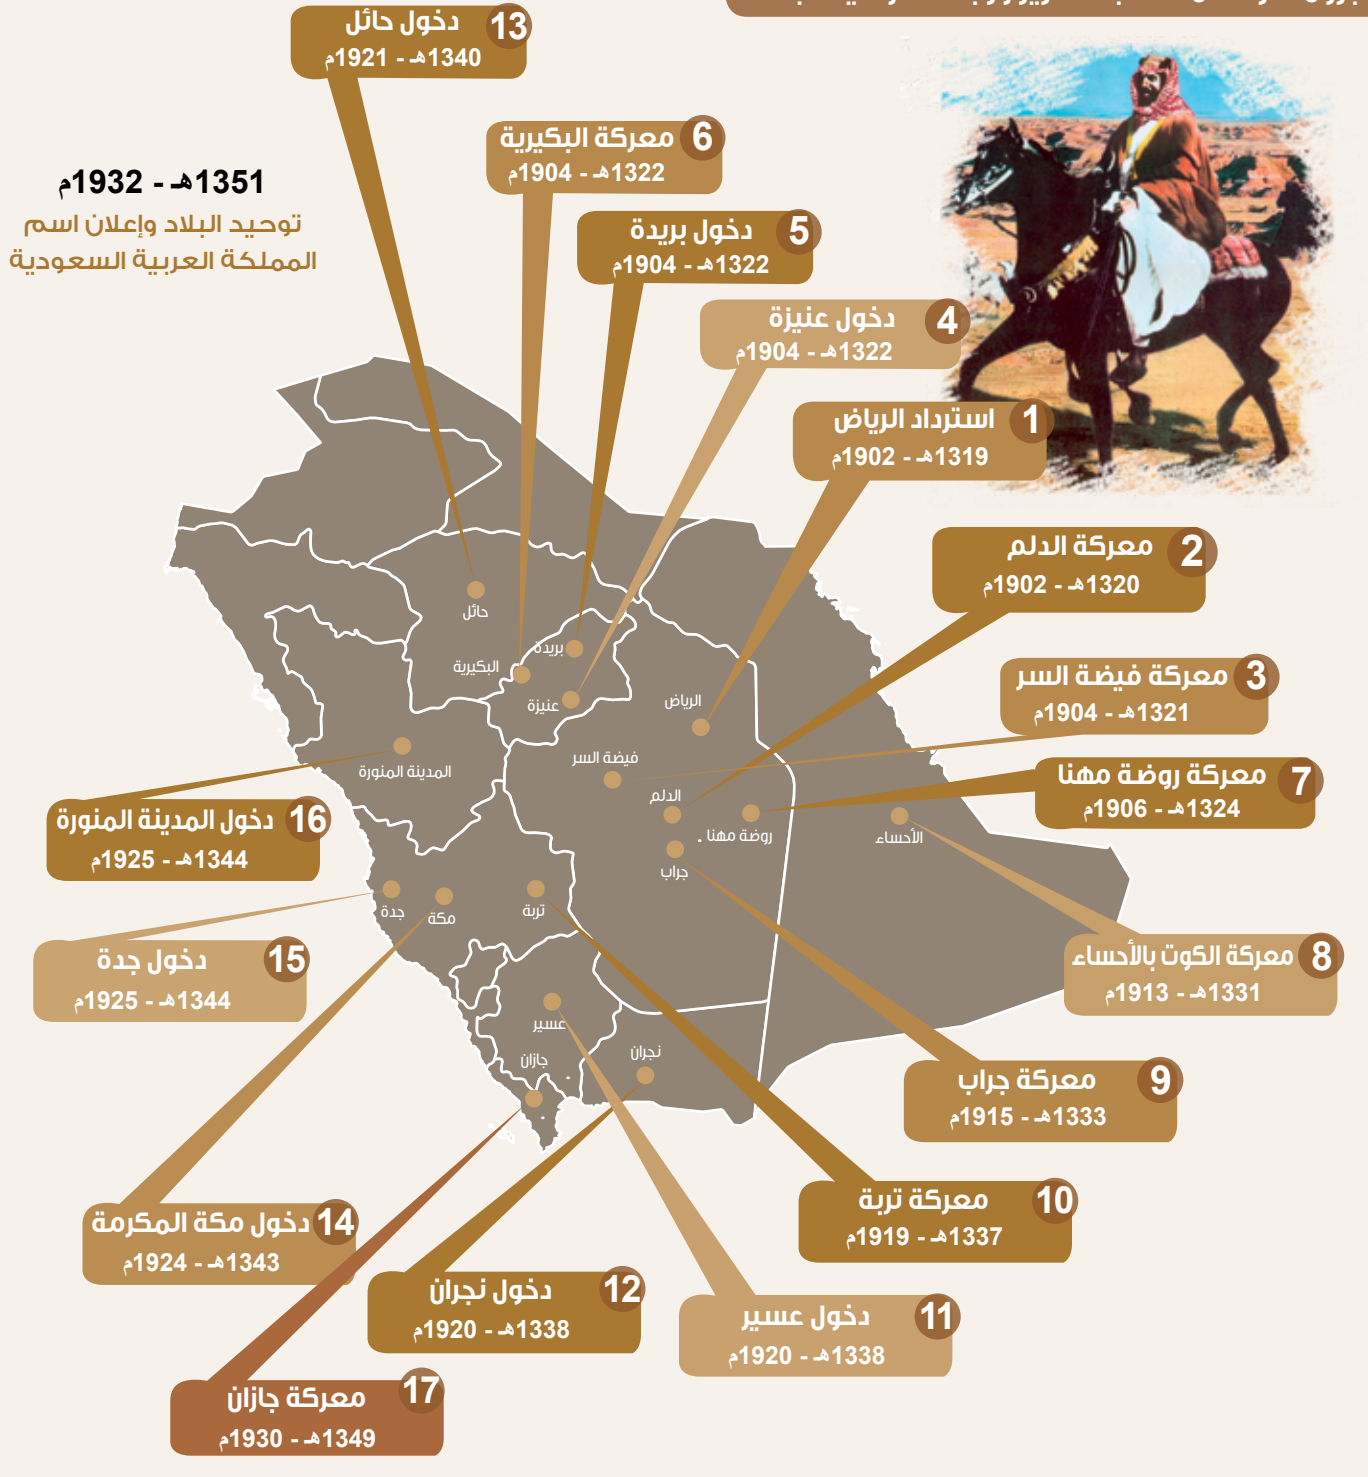 13 دخول حائل
1340هـ - 1921م
6 معركة البكيرية
1322هـ - 1904م
1351هـ - 1932م
توحيد البلاد وإعلان اسم
المملكة العربية السعودية
5 دخول بريدة
1322هـ - 1904م
4 دخول عنيزة
1322هـ - 1904م
1 استرداد الرياض
1319هـ - 1902م
2 معركة الدلم
1320هـ - 1902م
3 معركة فيضة السر
1321هـ - 1904م
7 معركة روضة مهنا
1324هـ - 1906م
حائل
بريدة
البكيرية
عنيزة
الرياض
فيضة السر
المدينة المنورة
الدلم
روضة مهنا .
الأحساء
جراب
جدة
مكة
تربة
عسير
نجران
جازان
16 دخول المدينة المنورة
1344هـ - 1925م
15 دخول جدة
1344هـ - 1925م
8 معركة الكوت بالأحساء
1331هـ - 1913م
9 معركة جراب
1333هـ - 1915م
10 معركة تربة
1337هـ - 1919م
14 دخول مكة المكرمة
1343هـ - 1924م
12 دخول نجران
1338هـ - 1920م
11 دخول عسير
1338هـ - 1920م
17 معركة جازان
1349هـ - 1930م